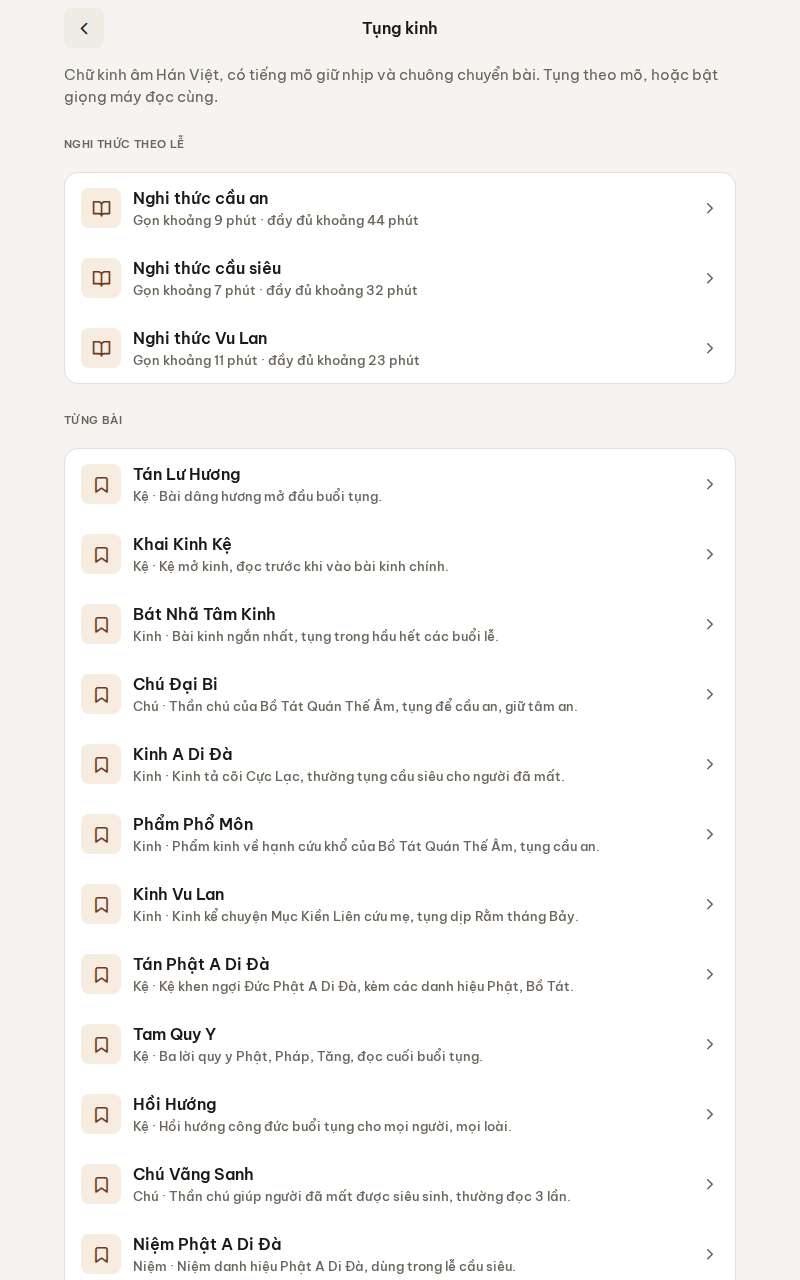 Tụng kinh
Chữ kinh âm Hán Việt, có tiếng mõ giữ nhịp và chuông chuyển bài. Tụng theo mõ, hoặc bật
giọng máy đọc cùng.
NGHI THỨC THEO LỄ
Nghi thức cầu an
Gọn khoảng 9 phút · đầy đủ khoảng 44 phút
Nghi thức cầu siêu
Gọn khoảng 7 phút · đầy đủ khoảng 32 phút
Nghi thức Vu Lan
Gọn khoảng 11 phút · đầy đủ khoảng 23 phút
TỪNG BÀI
Tán Lư Hương
Kệ · Bài dâng hương mở đầu buổi tụng.
Khai Kinh Kệ
Kệ · Kệ mở kinh, đọc trước khi vào bài kinh chính.
Bát Nhã Tâm Kinh
Kinh · Bài kinh ngắn nhất, tụng trong hầu hết các buổi lễ.
Chú Đại Bi
Chú · Thần chú của Bồ Tát Quán Thế Âm, tụng để cầu an, giữ tâm an.
Kinh A Di Đà
Kinh · Kinh tả cõi Cực Lạc, thường tụng cầu siêu cho người đã mất.
Phẩm Phổ Môn
Kinh · Phẩm kinh về hạnh cứu khổ của Bồ Tát Quán Thế Âm, tụng cầu an.
Kinh Vu Lan
Kinh · Kinh kể chuyện Mục Kiền Liên cứu mẹ, tụng dịp Rằm tháng Bảy.
Tán Phật A Di Đà
Kệ · Kệ khen ngợi Đức Phật A Di Đà, kèm các danh hiệu Phật, Bồ Tát.
Tam Quy Y
Kệ · Ba lời quy y Phật, Pháp, Tăng, đọc cuối buổi tụng.
Hồi Hướng
Kệ · Hồi hướng công đức buổi tụng cho mọi người, mọi loài.
Chú Vãng Sanh
Chú · Thần chú giúp người đã mất được siêu sinh, thường đọc 3 lần.
Niệm Phật A Di Đà
Niệm · Niệm danh hiệu Phật A Di Đà, dùng trong lễ cầu siêu.